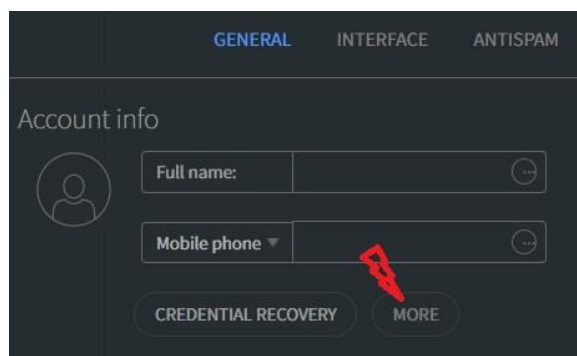 GENERAL INTERFACE ANTISPAM
Account info
Full name:
Mobile phone
CREDENTIAL RECOVERY MORE